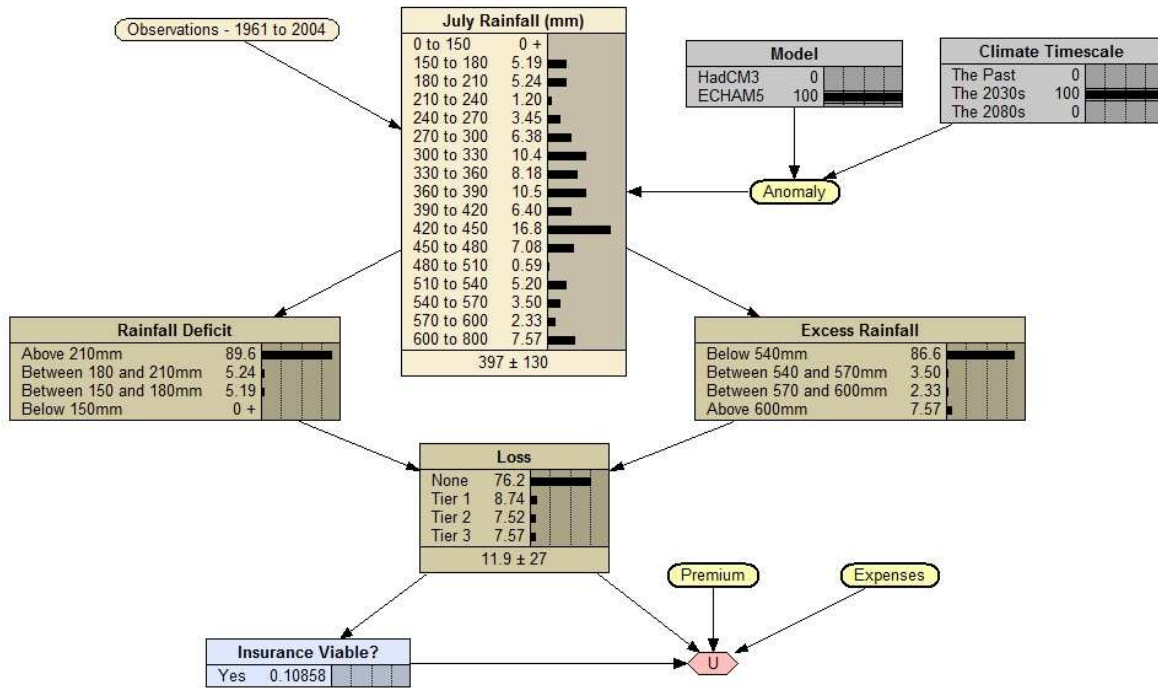 Observations - 1961 to 2004
July Rainfall (mm)
0 to 150 0 +
150 to 180 5.19
180 to 210 5.24
210 to 240 1.20
240 to 270 3.45
270 to 300 6.38
300 to 330 10.4
330 to 360 8.18
360 to 390 10.5
390 to 420 6.40
420 to 450 16.8
450 to 480 7.08
480 to 510 0.59
510 to 540 5.20
540 to 570 3.50
570 to 600 2.33
600 to 800 7.57
397 ± 130
Model
HadCM3 0
ECHAM5 100
Climate Timescale
The Past 0
The 2030s 100
The 2080s 0
Anomaly
Rainfall Deficit
Above 210mm 89.6
Between 180 and 210mm 5.24
Between 150 and 180mm 5.19
Below 150mm 0 +
Excess Rainfall
Below 540mm 86.6
Between 540 and 570mm 3.50
Between 570 and 600mm 2.33
Above 600mm 7.57
Loss
None 76.2
Tier 1 8.74
Tier 2 7.52
Tier 3 7.57
11.9 ± 27
Premium
Expenses
Insurance Viable?
Yes 0.10858
U